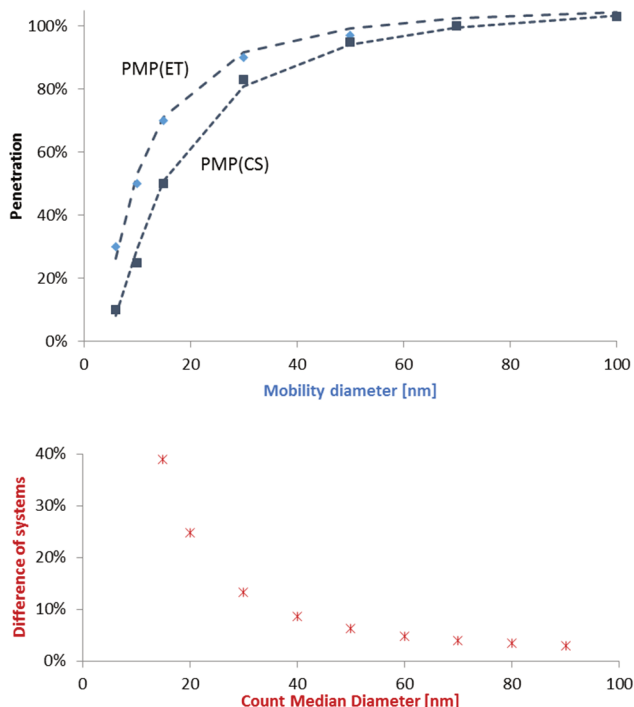 100%
80%
60%
40%
20%
0%
Penetration
PMP(ET)
PMP(CS)
0 20 40 60 80 100
Mobility diameter [nm]
40%
30%
20%
10%
0%
Difference of systems
0 20 40 60 80 100
Count Median Diameter [nm]